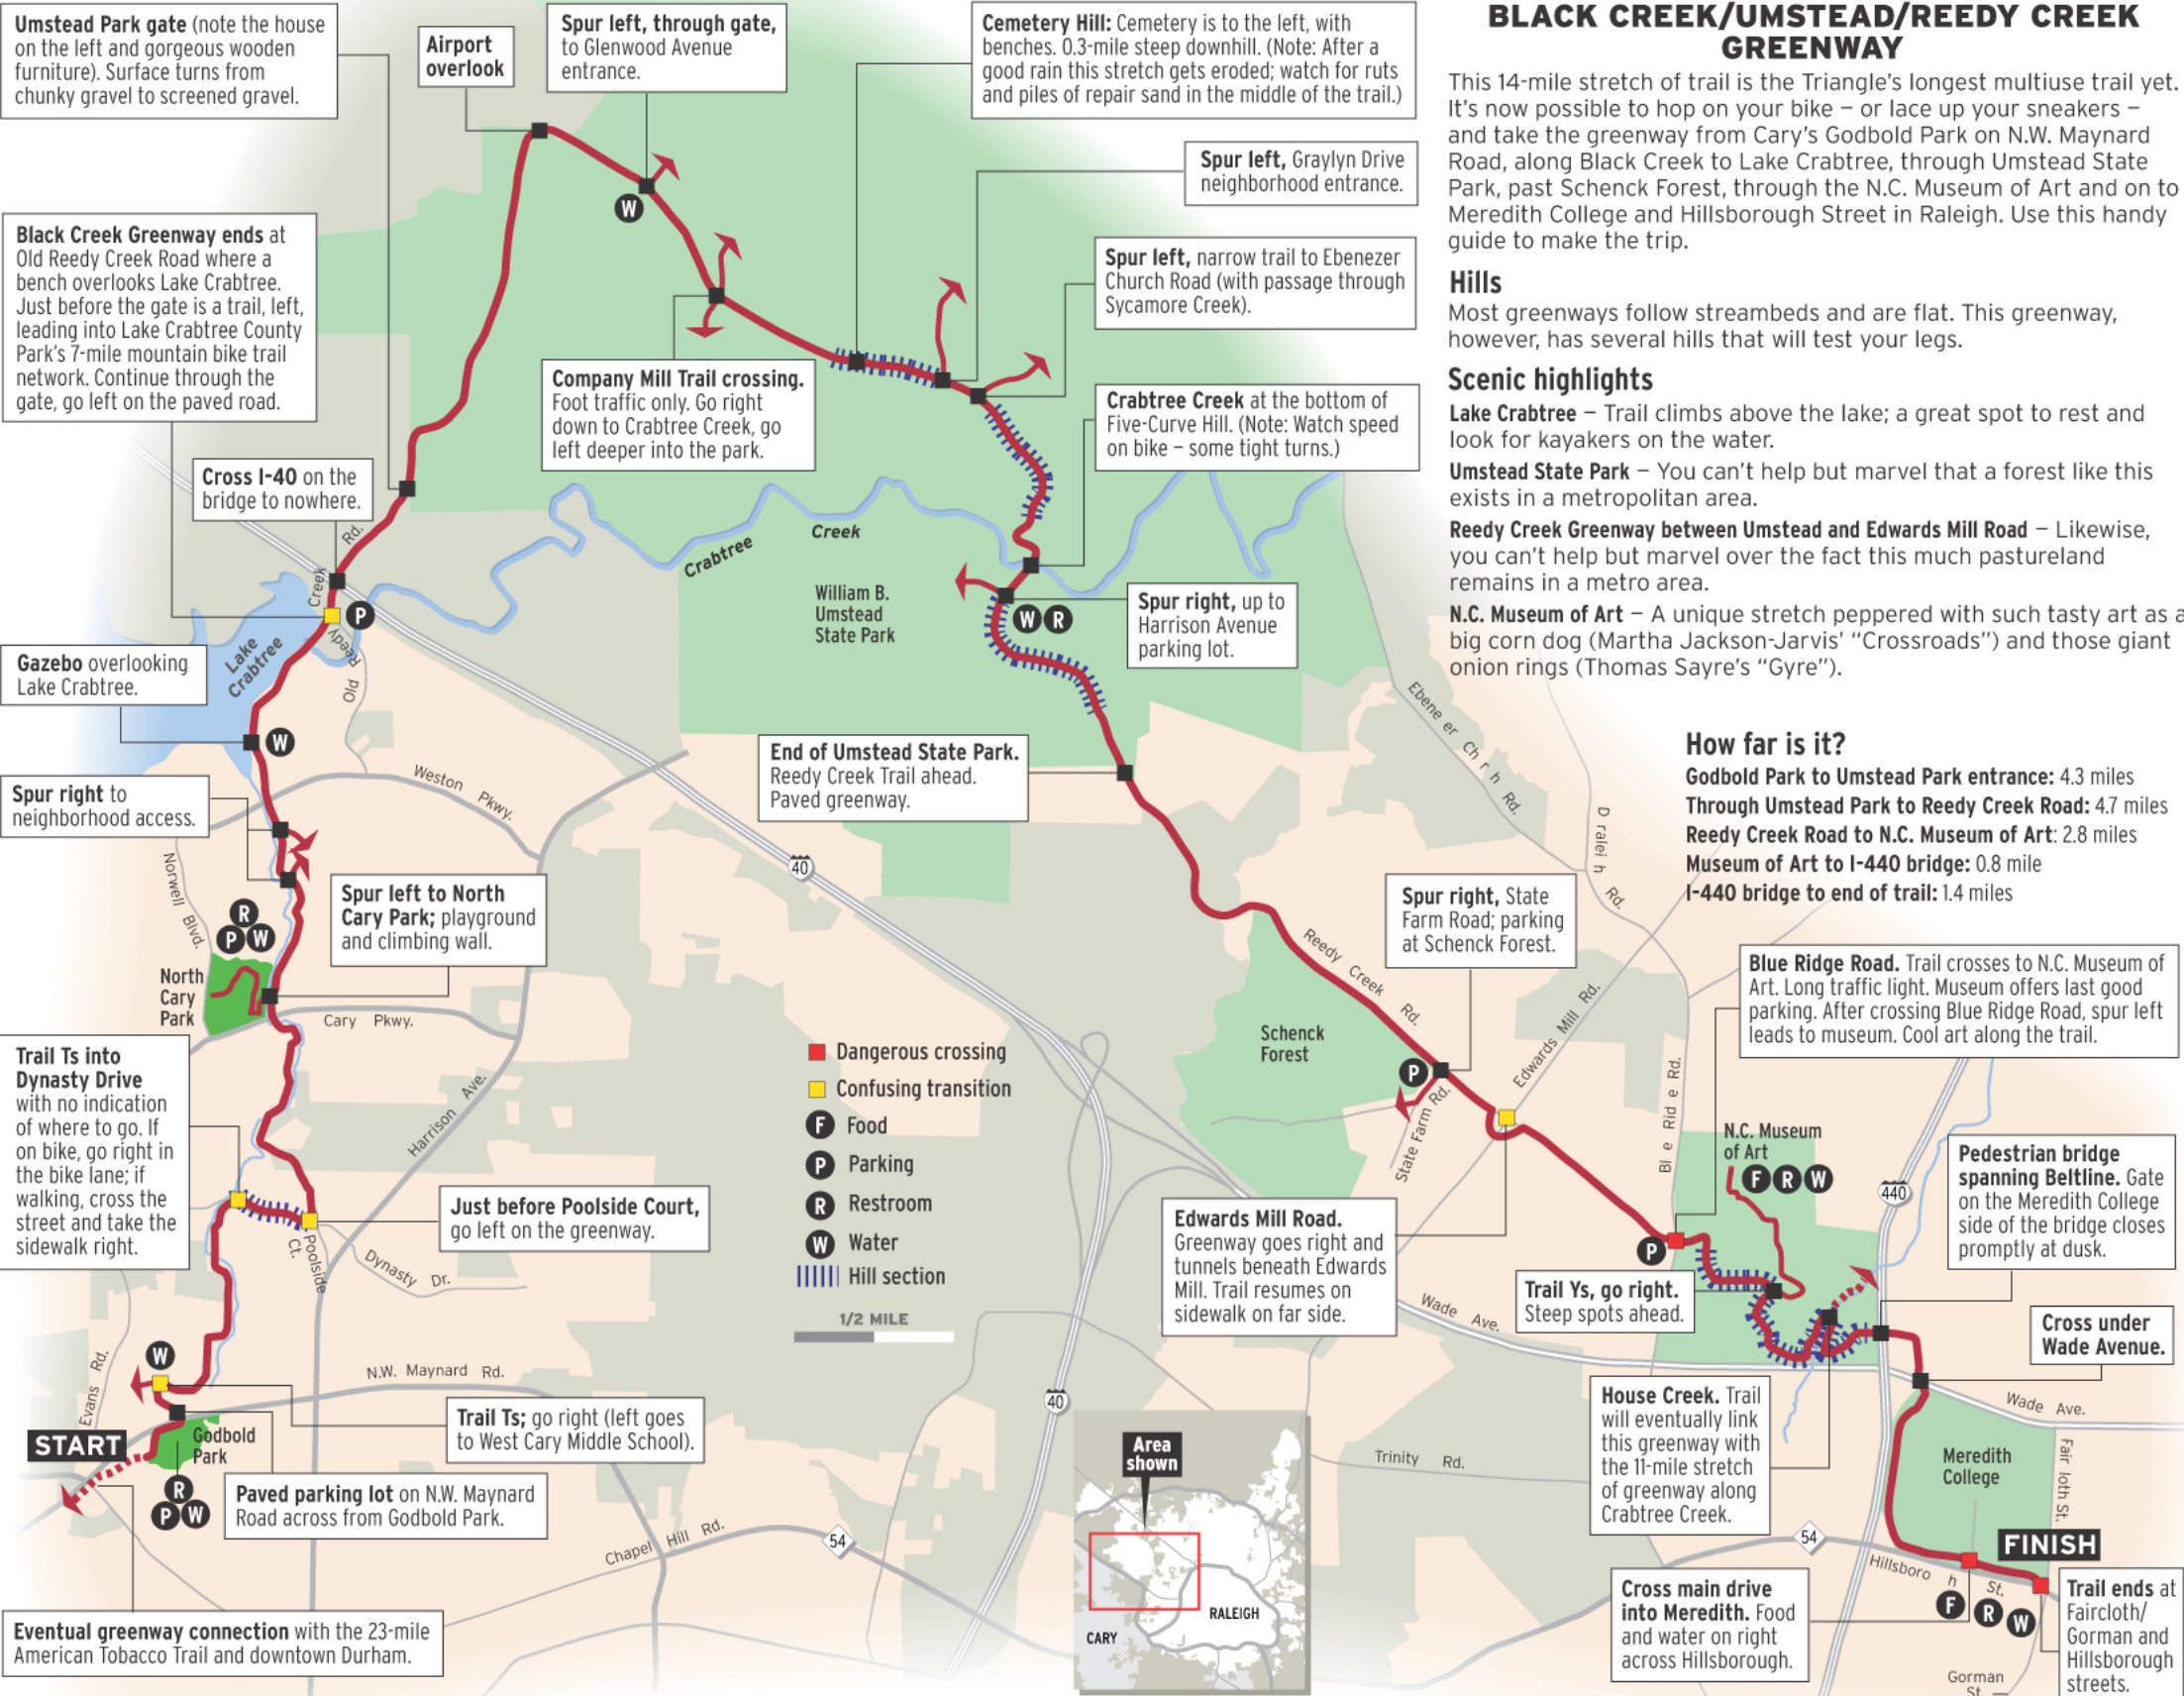 BLACK CREEK/UMSTEAD/REEDY CREEK
GREENWAY
This 14-mile stretch of trail is the Triangle's longest multiuse trail yet.
It's now possible to hop on your bike – or lace up your sneakers –
and take the greenway from Cary's Godbold Park on N.W. Maynard
Road, along Black Creek to Lake Crabtree, through Umstead State
Park, past Schenck Forest, through the N.C. Museum of Art and on to
Meredith College and Hillsborough Street in Raleigh. Use this handy
guide to make the trip.
Hills
Most greenways follow streambeds and are flat. This greenway,
however, has several hills that will test your legs.
Scenic highlights
Lake Crabtree – Trail climbs above the lake; a great spot to rest and
look for kayakers on the water.
Umstead State Park – You can't help but marvel that a forest like this
exists in a metropolitan area.
Reedy Creek Greenway between Umstead and Edwards Mill Road – Likewise,
you can't help but marvel over the fact this much pastureland
remains in a metro area.
N.C. Museum of Art – A unique stretch peppered with such tasty art as a
big corn dog (Martha Jackson-Jarvis' “Crossroads”) and those giant
onion rings (Thomas Sayre's “Gyre”).
How far is it?
Godbold Park to Umstead Park entrance: 4.3 miles
Through Umstead Park to Reedy Creek Road: 4.7 miles
Reedy Creek Road to N.C. Museum of Art: 2.8 miles
Museum of Art to I-440 bridge: 0.8 mile
I-440 bridge to end of trail: 1.4 miles
Umstead Park gate (note the house
on the left and gorgeous wooden
furniture). Surface turns from
chunky gravel to screened gravel.
Airport
overlook
Spur left, through gate,
to Glenwood Avenue
entrance.
W
Cemetery Hill: Cemetery is to the left, with
benches. 0.3-mile steep downhill. (Note: After a
good rain this stretch gets eroded; watch for ruts
and piles of repair sand in the middle of the trail.)
Spur left, Graylyn Drive
neighborhood entrance.
Spur left, narrow trail to Ebenezer
Church Road (with passage through
Sycamore Creek).
Black Creek Greenway ends at
Old Reedy Creek Road where a
bench overlooks Lake Crabtree.
Just before the gate is a trail, left,
leading into Lake Crabtree County
Park's 7-mile mountain bike trail
network. Continue through the
gate, go left on the paved road.
Company Mill Trail crossing.
Foot traffic only. Go right
down to Crabtree Creek, go
left deeper into the park.
Crabtree Creek at the bottom of
Five-Curve Hill. (Note: Watch speed
on bike – some tight turns.)
Cross I-40 on the
bridge to nowhere.
Crabtree
Creek
William B.
Umstead
State Park
Spur right, up to
Harrison Avenue
parking lot.
W R
P
Old
Reedy
Creek
Rd.
Lake
Crabtree
Gazebo overlooking
Lake Crabtree.
W
Spur right to
neighborhood access.
Weston Pkwy.
End of Umstead State Park.
Reedy Creek Trail ahead.
Paved greenway.
Ebene er Ch r h Rd.
D ralei h Rd.
40
Norwell Blvd.
R
P W
Spur left to North
Cary Park; playground
and climbing wall.
North
Cary
Park
Cary Pkwy.
Harrison Ave.
Spur right, State
Farm Road; parking
at Schenck Forest.
Reedy Creek Rd.
Schenck
Forest
P
State Farm Rd.
Edwards Mill Rd.
Bl e Rid e Rd.
Blue Ridge Road. Trail crosses to N.C. Museum of
Art. Long traffic light. Museum offers last good
parking. After crossing Blue Ridge Road, spur left
leads to museum. Cool art along the trail.
N.C. Museum
of Art
F R W
440
Pedestrian bridge
spanning Beltline. Gate
on the Meredith College
side of the bridge closes
promptly at dusk.
Trail Ts into
Dynasty Drive
with no indication
of where to go. If
on bike, go right in
the bike lane; if
walking, cross the
street and take the
sidewalk right.
Just before Poolside Court,
go left on the greenway.
Poolside
Ct.
Dynasty Dr.
Dangerous crossing
Confusing transition
F Food
P Parking
R Restroom
W Water
Hill section
1/2 MILE
Edwards Mill Road.
Greenway goes right and
tunnels beneath Edwards
Mill. Trail resumes on
sidewalk on far side.
P
Trail Ys, go right.
Steep spots ahead.
Wade Ave.
Cross under
Wade Avenue.
Wade Ave.
House Creek. Trail
will eventually link
this greenway with
the 11-mile stretch
of greenway along
Crabtree Creek.
Meredith
College
Fair loth St.
W
Evans Rd.
N.W. Maynard Rd.
Trail Ts; go right (left goes
to West Cary Middle School).
START
Godbold
Park
R
P W
Paved parking lot on N.W. Maynard
Road across from Godbold Park.
Eventual greenway connection with the 23-mile
American Tobacco Trail and downtown Durham.
Chapel Hill Rd.
54
40
Trinity Rd.
Area
shown
RALEIGH
CARY
54
FINISH
Hillsboro h St.
F R W
Cross main drive
into Meredith. Food
and water on right
across Hillsborough.
Trail ends at
Faircloth/
Gorman and
Hillsborough
streets.
Gorman
St.